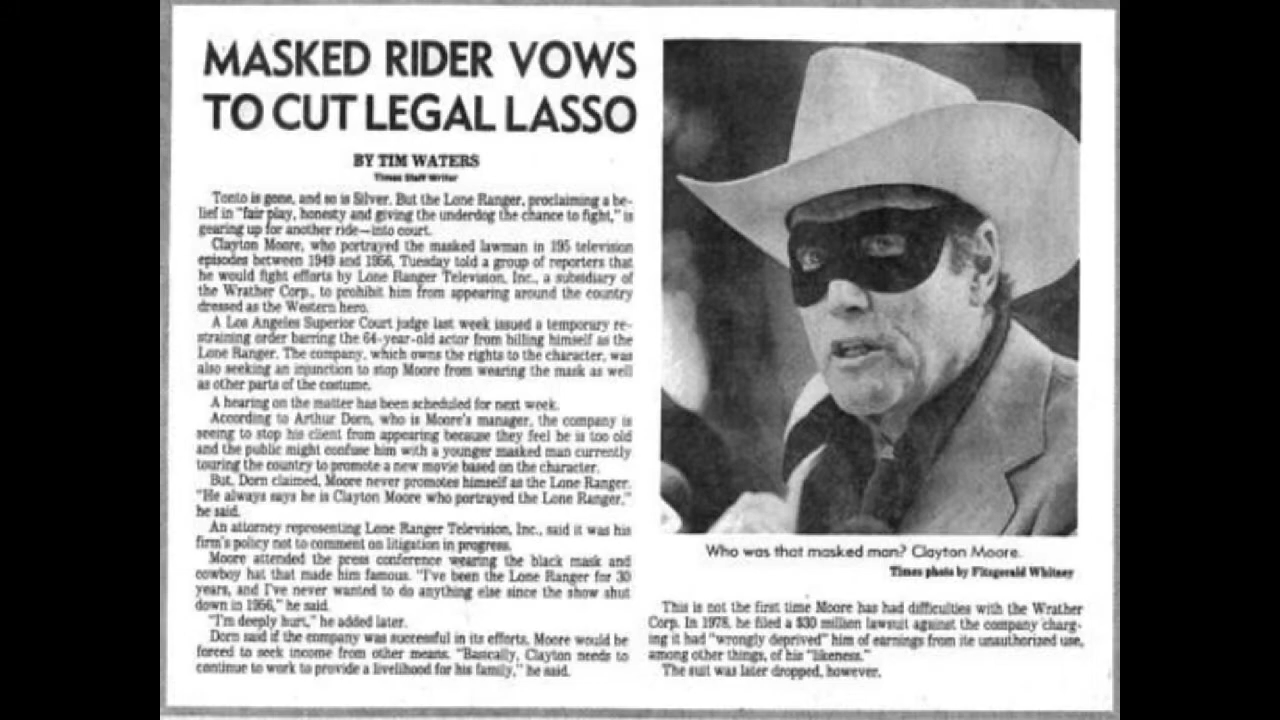 MASKED RIDER VOWS
TO CUT LEGAL LASSO
BY TIM WATERS
Times Staff Writer
Tonto is gone, and so is Silver. But the Lone Ranger, proclaiming a be-
lief in "fair play, honesty and giving the underdog the chance to fight," is
gearing up for another ride—into court.
Clayton Moore, who portrayed the masked lawman in 195 television
episodes between 1949 and 1956, Tuesday told a group of reporters that
he would fight efforts by Lone Ranger Television, Inc., a subsidiary of
the Wrather Corp., to prohibit him from appearing around the country
dressed as the Western hero.
A Los Angeles Superior Court judge last week issued a temporary re-
straining order barring the 64-year-old actor from billing himself as the
Lone Ranger. The company, which owns the rights to the character, was
also seeking an injunction to stop Moore from wearing the mask as well
as other parts of the costume.
A hearing on the matter has been scheduled for next week.
According to Arthur Dorn, who is Moore's manager, the company is
seeing to stop his client from appearing because they feel he is too old
and the public might confuse him with a younger masked man currently
touring the country to promote a new movie based on the character.
But, Dorn claimed, Moore never promotes himself as the Lone Ranger.
"He always says he is Clayton Moore who portrayed the Lone Ranger,"
he said.
An attorney representing Lone Ranger Television, Inc., said it was his
firm's policy not to comment on litigation in progress.
Moore attended the press conference wearing the black mask and
cowboy hat that made him famous. "I've been the Lone Ranger for 30
years, and I've never wanted to do anything else since the show shut
down in 1956," he said.
"I'm deeply hurt," he added later.
Dorn said if the company was successful in its efforts, Moore would be
forced to seek income from other means. "Basically, Clayton needs to
continue to work to provide a livelihood for his family," he said.
Who was that masked man? Clayton Moore.
Times photo by Fitzgerald Whitney
This is not the first time Moore has had difficulties with the Wrather
Corp. In 1978, he filed a $30 million lawsuit against the company charg-
ing it had "wrongly deprived" him of earnings from its unauthorized use,
among other things, of his "likeness."
The suit was later dropped, however.